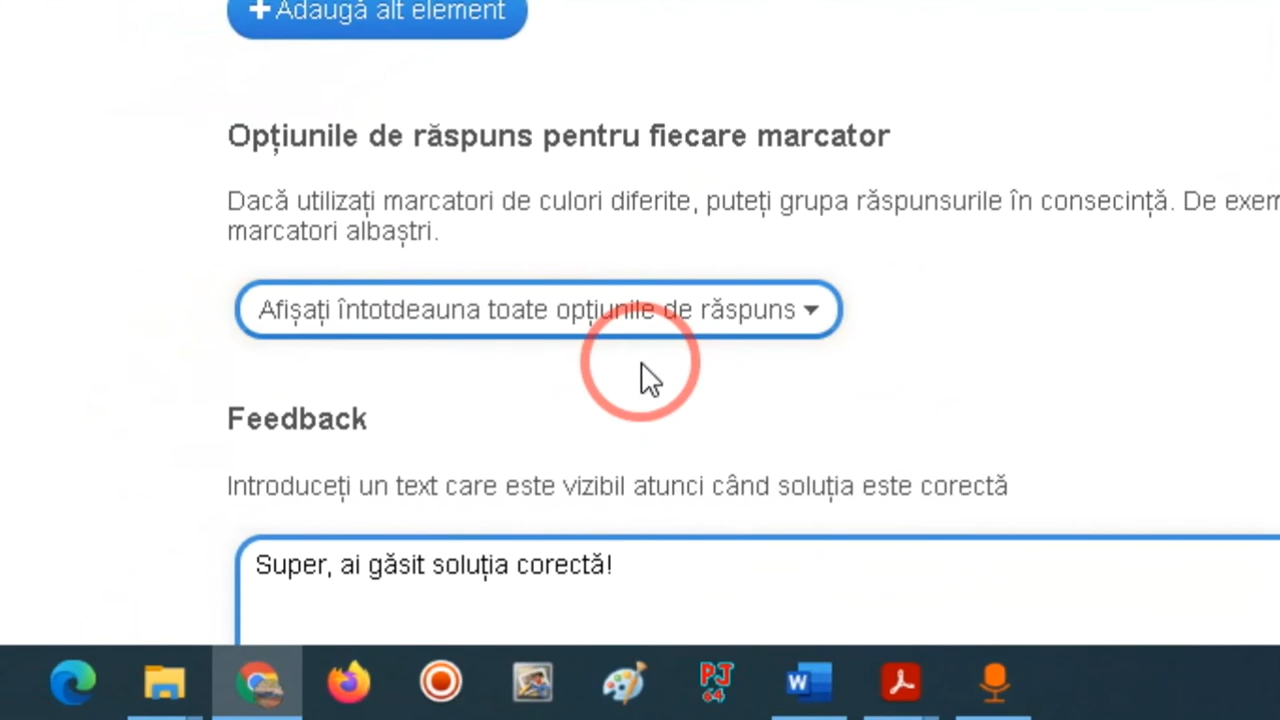 Adaugă alt element
Opțiunile de răspuns pentru fiecare marcator
Dacă utilizați marcatori de culori diferite, puteți grupa răspunsurile în consecință. De exem
marcatori albaștri.
Afișați întotdeauna toate opțiunile de răspuns
Feedback
Introduceți un text care este vizibil atunci când soluția este corectă
Super, ai găsit soluția corectă!
PJ
64
W